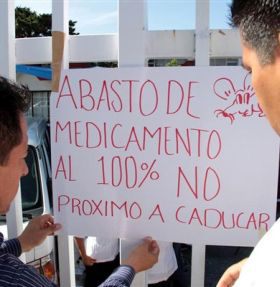 ABASTO DE
MEDICAMENTO
AL 100% NO
PROXIMO A CADUCAR